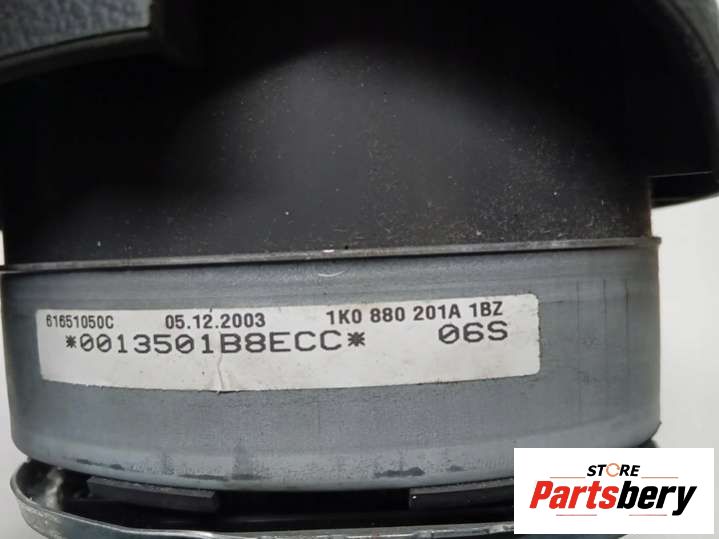 61651050C 05.12.2003 1K0 880 201A 1BZ
*0013501B8ECC* 06S
STORE
Partsbery